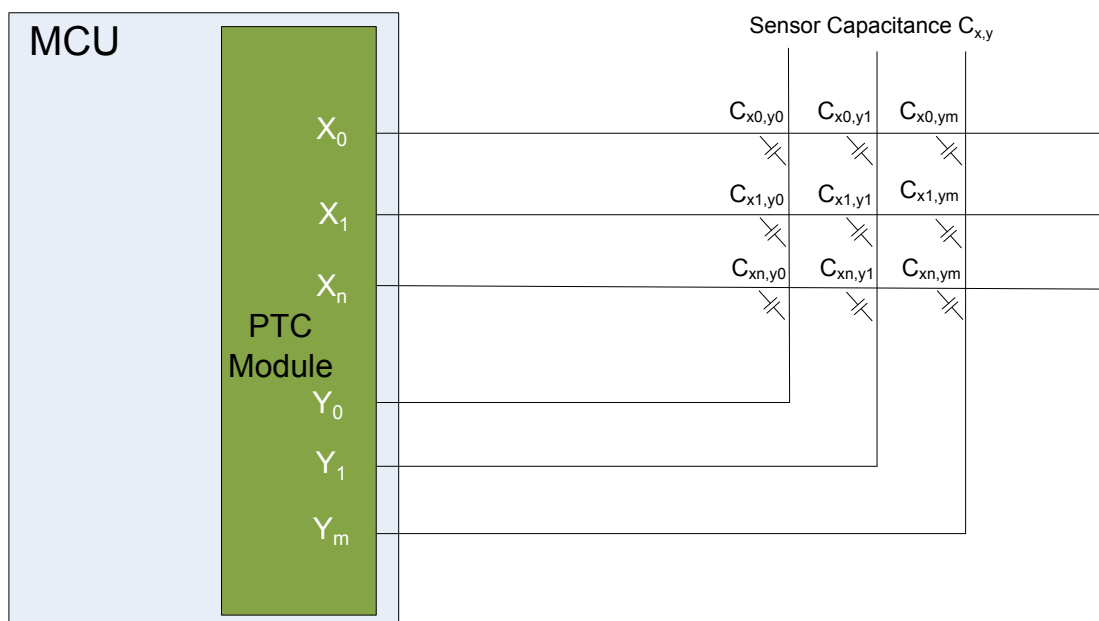 MCU
Sensor Capacitance Cx,y
X0
Cx0,y0 Cx0,y1 Cx0,ym
X1
Cx1,y0 Cx1,y1 Cx1,ym
Xn
Cxn,y0 Cxn,y1 Cxn,ym
PTC
Module
Y0
Y1
Ym